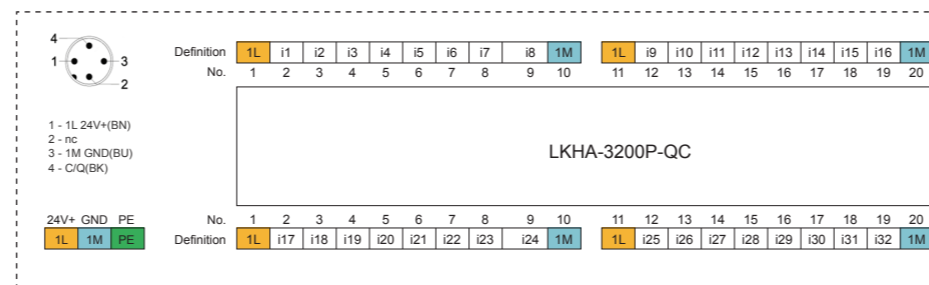 4
1
3
2
1 - 1L 24V+(BN)
2 - nc
3 - 1M GND(BU)
4 - C/Q(BK)
Definition 1L i1 i2 i3 i4 i5 i6 i7 i8 1M 1L i9 i10 i11 i12 i13 i14 i15 i16 1M
No. 1 2 3 4 5 6 7 8 9 10 11 12 13 14 15 16 17 18 19 20
LKHA-3200P-QC
24V+ GND PE
1L 1M PE
No. 1 2 3 4 5 6 7 8 9 10 11 12 13 14 15 16 17 18 19 20
Definition 1L i17 i18 i19 i20 i21 i22 i23 i24 1M 1L i25 i26 i27 i28 i29 i30 i31 i32 1M